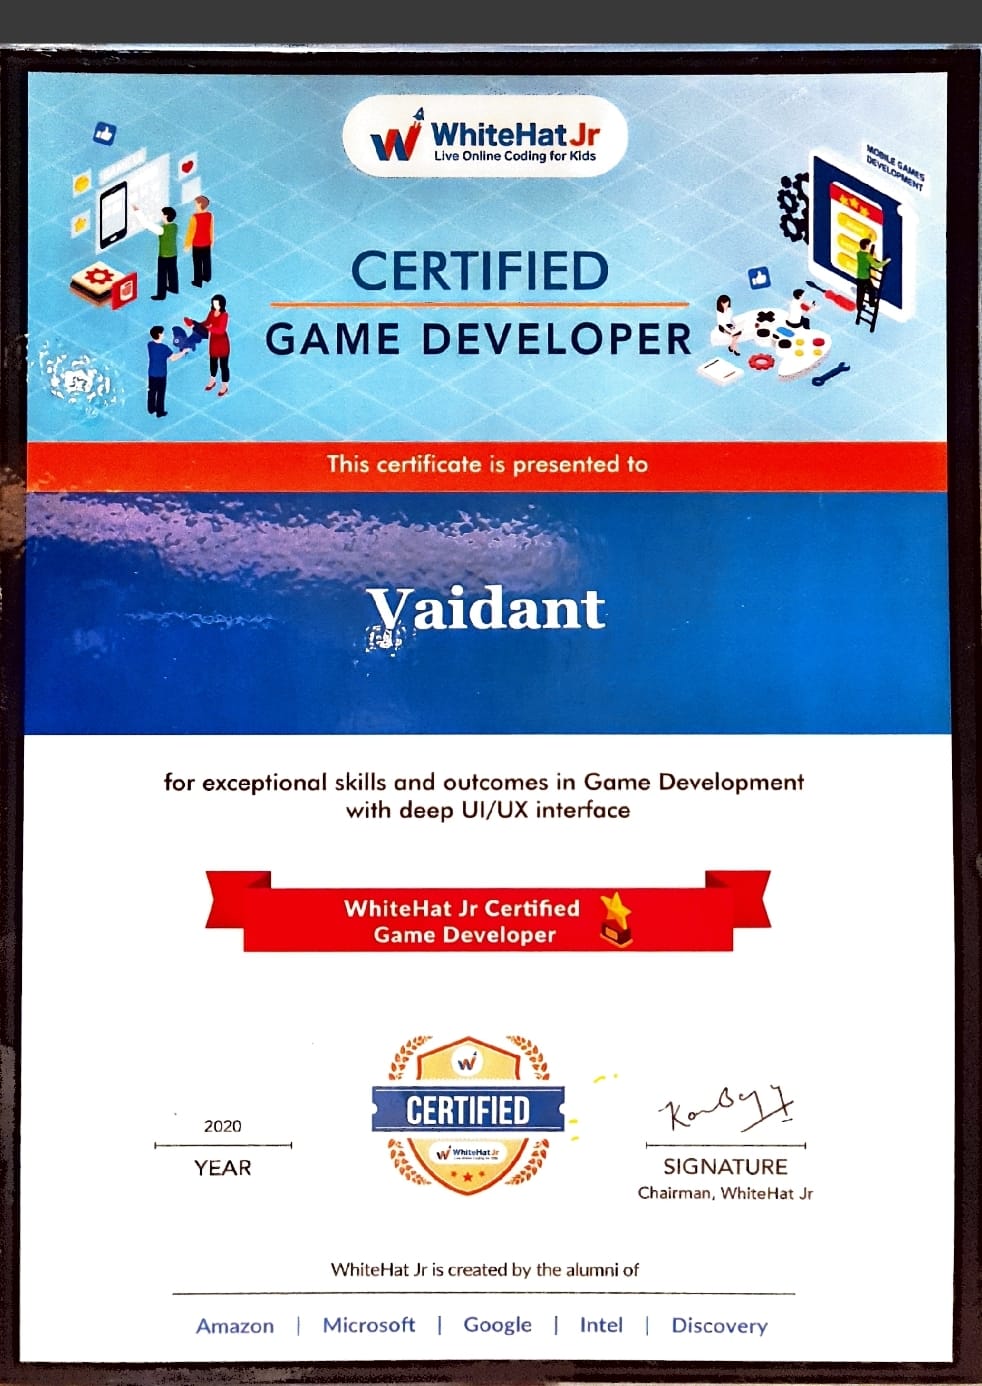 WhiteHat Jr
Live Online Coding for Kids
MOBILE GAMES
DEVELOPMENT
CERTIFIED
GAME DEVELOPER
This certificate is presented to
Vaidant
for exceptional skills and outcomes in Game Development
with deep UI/UX interface
WhiteHat Jr Certified
Game Developer
W
CERTIFIED
WhiteHat Jr
2020
YEAR
SIGNATURE
Chairman, WhiteHat Jr
WhiteHat Jr is created by the alumni of
Amazon | Microsoft | Google | Intel | Discovery